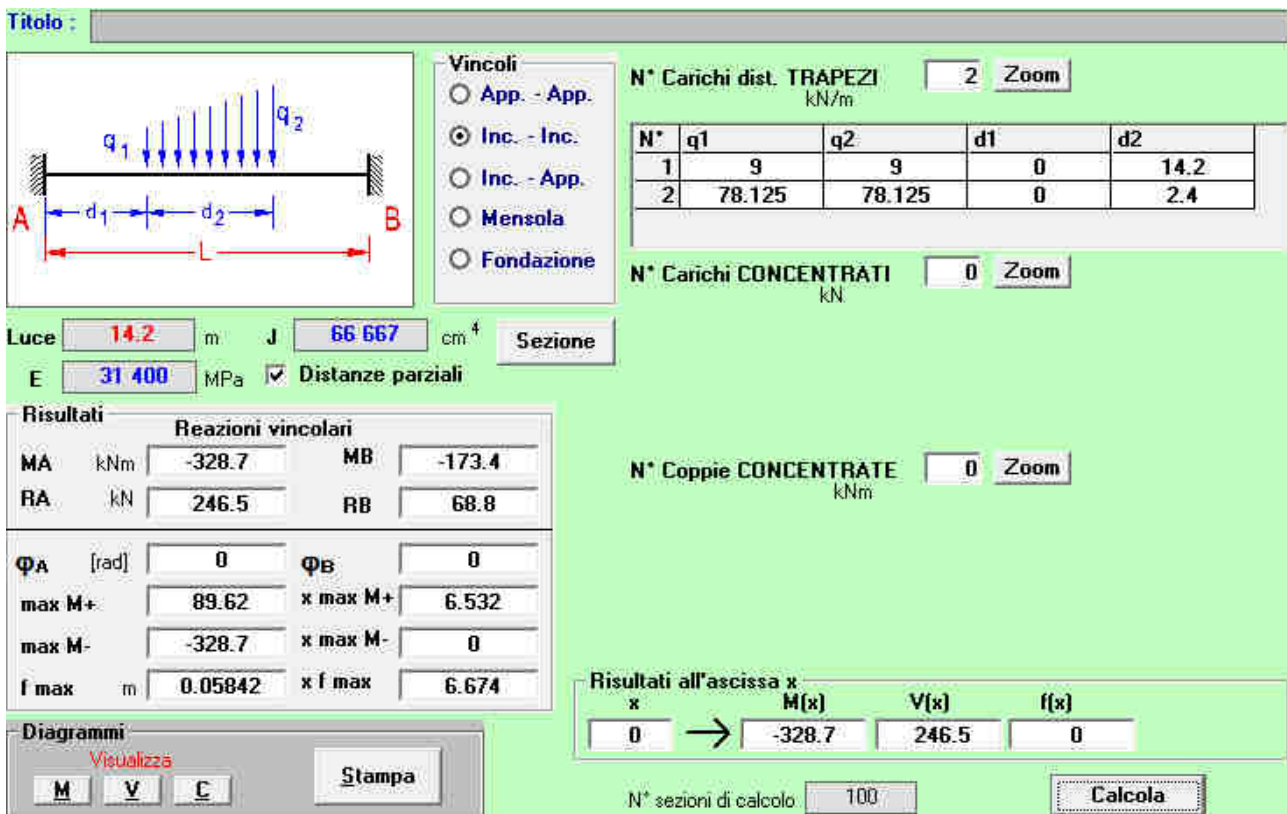 Titolo :
q1 q2
A d1 d2 B
L
Vincoli
App. - App.
Inc. - Inc.
Inc. - App.
Mensola
Fondazione
N° Carichi dist. TRAPEZI 2 Zoom
kN/m
N° q1 q2 d1 d2
1 9 9 0 14.2
2 78.125 78.125 0 2.4
N° Carichi CONCENTRATI 0 Zoom
kN
Luce 14.2 m J 66 667 cm 4 Sezione
E 31 400 MPa Distanze parziali
Risultati
Reazioni vincolari
MA kNm -328.7 MB -173.4
RA kN 246.5 RB 68.8
N° Coppie CONCENTRATE 0 Zoom
kNm
φA [rad] 0 φB 0
max M+ 89.62 x max M+ 6.532
max M- -328.7 x max M- 0
f max m 0.05842 x f max 6.674
Risultati all'ascissa x
x M(x) V(x) f(x)
0 → -328.7 246.5 0
Diagrammi
Visualizza
M V C Stampa
N° sezioni di calcolo 100 Calcola